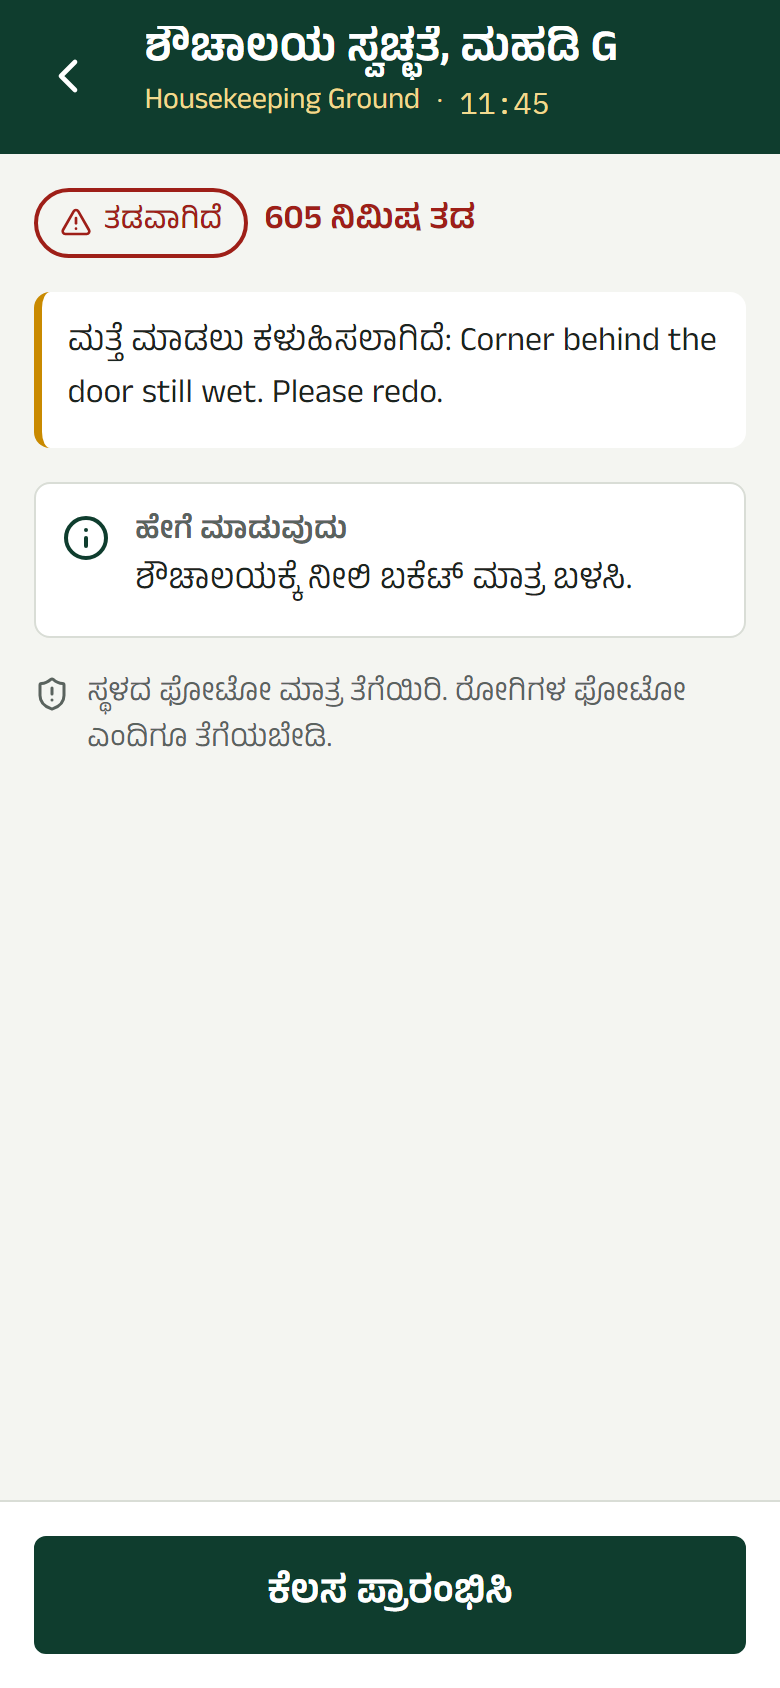 ಶೌಚಾಲಯ ಸ್ವಚ್ಛತೆ, ಮಹಡಿ G
Housekeeping Ground · 11:45
ತಡವಾಗಿದೆ 605 ನಿಮಿಷ ತಡ
ಮತ್ತೆ ಮಾಡಲು ಕಳುಹಿಸಲಾಗಿದೆ: Corner behind the
door still wet. Please redo.
ಹೇಗೆ ಮಾಡುವುದು
ಶೌಚಾಲಯಕ್ಕೆ ನೀಲಿ ಬಕೆಟ್ ಮಾತ್ರ ಬಳಸಿ.
ಸ್ಥಳದ ಫೋಟೋ ಮಾತ್ರ ತೆಗೆಯಿರಿ. ರೋಗಿಗಳ ಫೋಟೋ
ಎಂದಿಗೂ ತೆಗೆಯಬೇಡಿ.
ಕೆಲಸ ಪ್ರಾರಂಭಿಸಿ